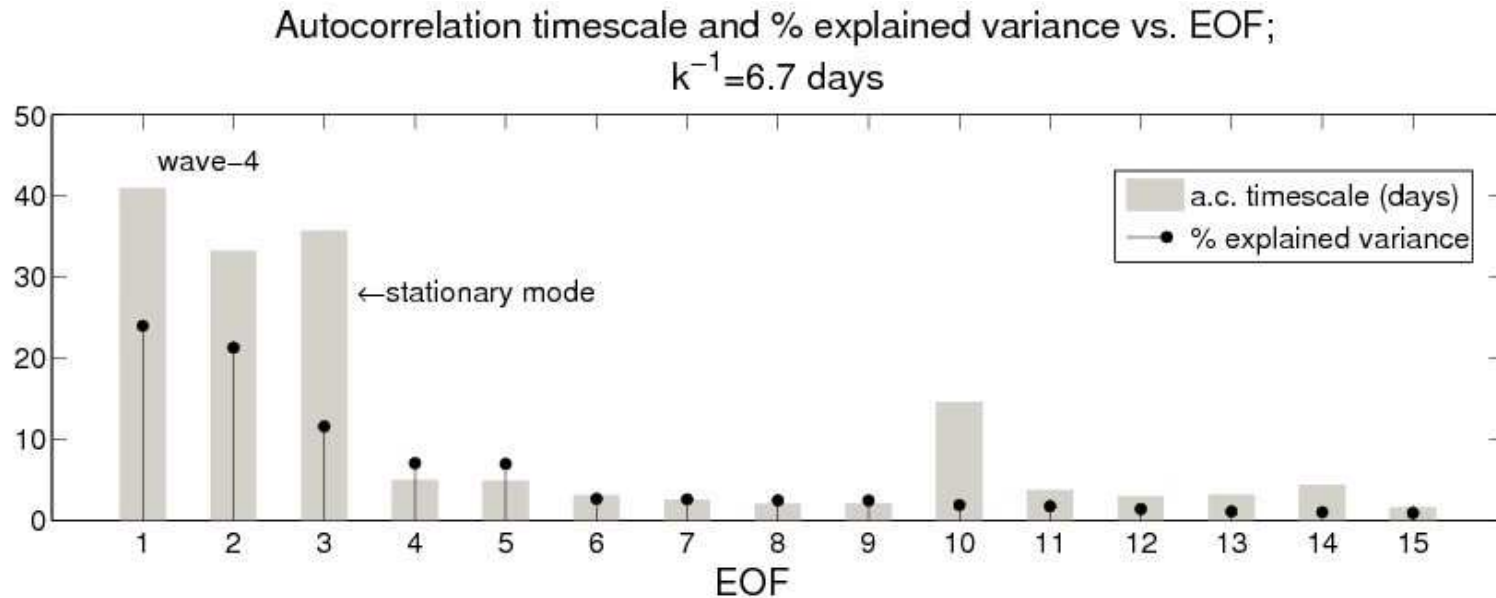 Autocorrelation timescale and % explained variance vs. EOF;
k⁻¹=6.7 days
50
40
30
20
10
0
wave−4
←stationary mode
a.c. timescale (days)
% explained variance
1 2 3 4 5 6 7 8 9 10 11 12 13 14 15
EOF